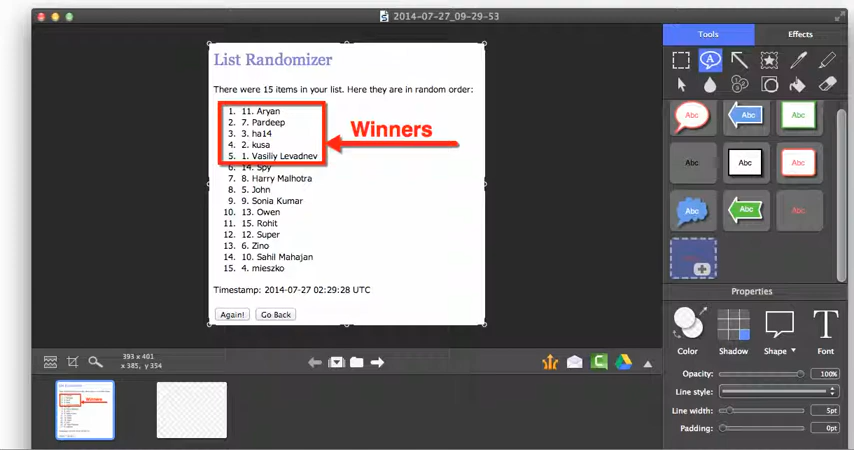 2014-07-27_09-29-53
Tools Effects
List Randomizer
There were 15 items in your list. Here they are in random order:
1. 11. Aryan
2. 7. Pardeep
3. 3. ha14
4. 2. kusa
5. 1. Vasiliy Levadnev
6. 14. Spy
7. 8. Harry Malhotra
8. 5. John
9. 9. Sonia Kumar
10. 13. Owen
11. 15. Rohit
12. 12. Super
13. 6. Zino
14. 10. Sahil Mahajan
15. 4. mieszko
Winners
Timestamp: 2014-07-27 02:29:28 UTC
Again! Go Back
Abc Abc Abc
Abc Abc Abc
Abc Abc Abc
Properties
Color Shadow Shape Font
Opacity: 100%
Line style:
Line width: 5pt
Padding: 0pt
393 x 401
x 385, y 354